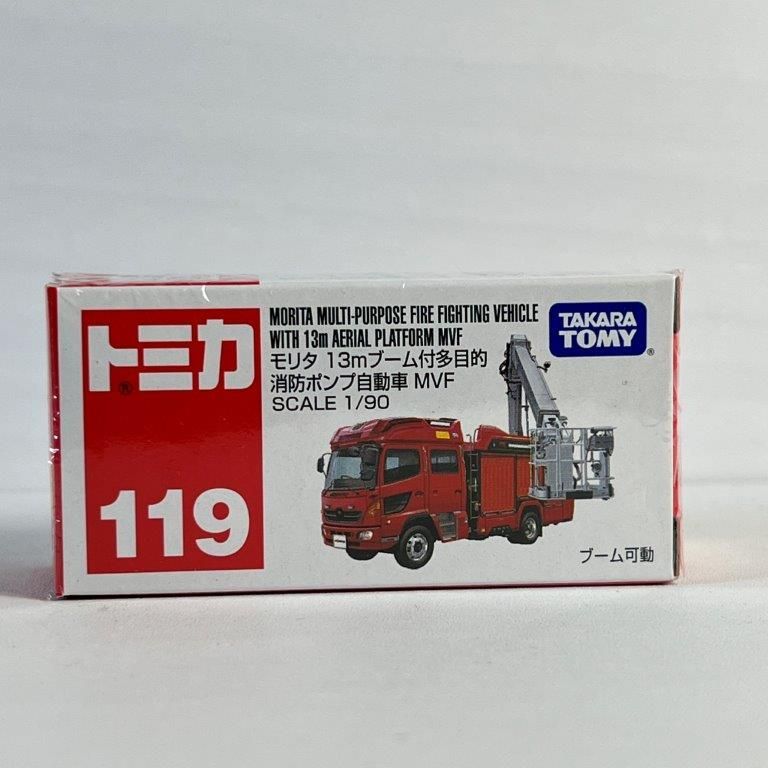 トミカ
®
119
MORITA MULTI-PURPOSE FIRE FIGHTING VEHICLE
WITH 13m AERIAL PLATFORM MVF
モリタ 13mブーム付多目的
消防ポンプ自動車 MVF
SCALE 1/90
TAKARA
TOMY
®
ブーム可動